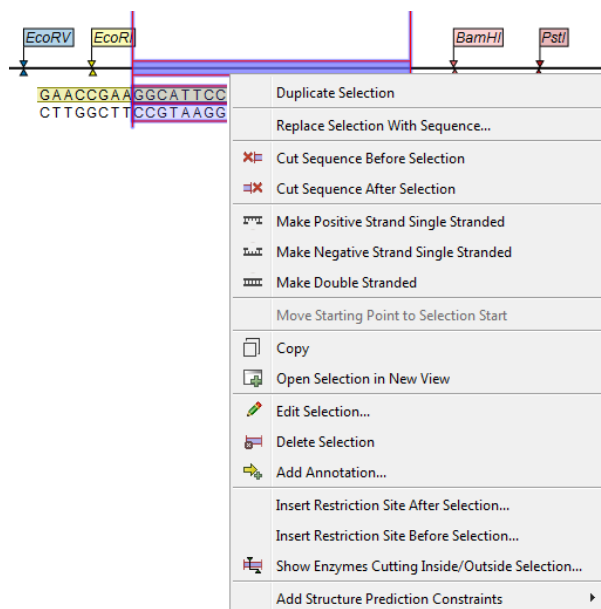 EcoRV EcoRI BamHI PstI
GAACCGAAGGCATTCC
CTTGGCTTCCGTAAGG
Duplicate Selection
Replace Selection With Sequence...
Cut Sequence Before Selection
Cut Sequence After Selection
Make Positive Strand Single Stranded
Make Negative Strand Single Stranded
Make Double Stranded
Move Starting Point to Selection Start
Copy
Open Selection in New View
Edit Selection...
Delete Selection
Add Annotation...
Insert Restriction Site After Selection...
Insert Restriction Site Before Selection...
Show Enzymes Cutting Inside/Outside Selection...
Add Structure Prediction Constraints